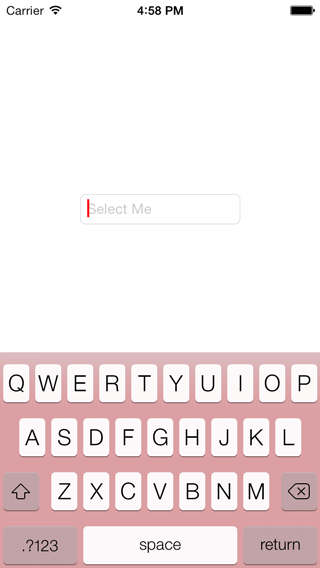 Carrier 4:58 PM
Select Me
Q W E R T Y U I O P
A S D F G H J K L
Z X C V B N M
.?123 space return